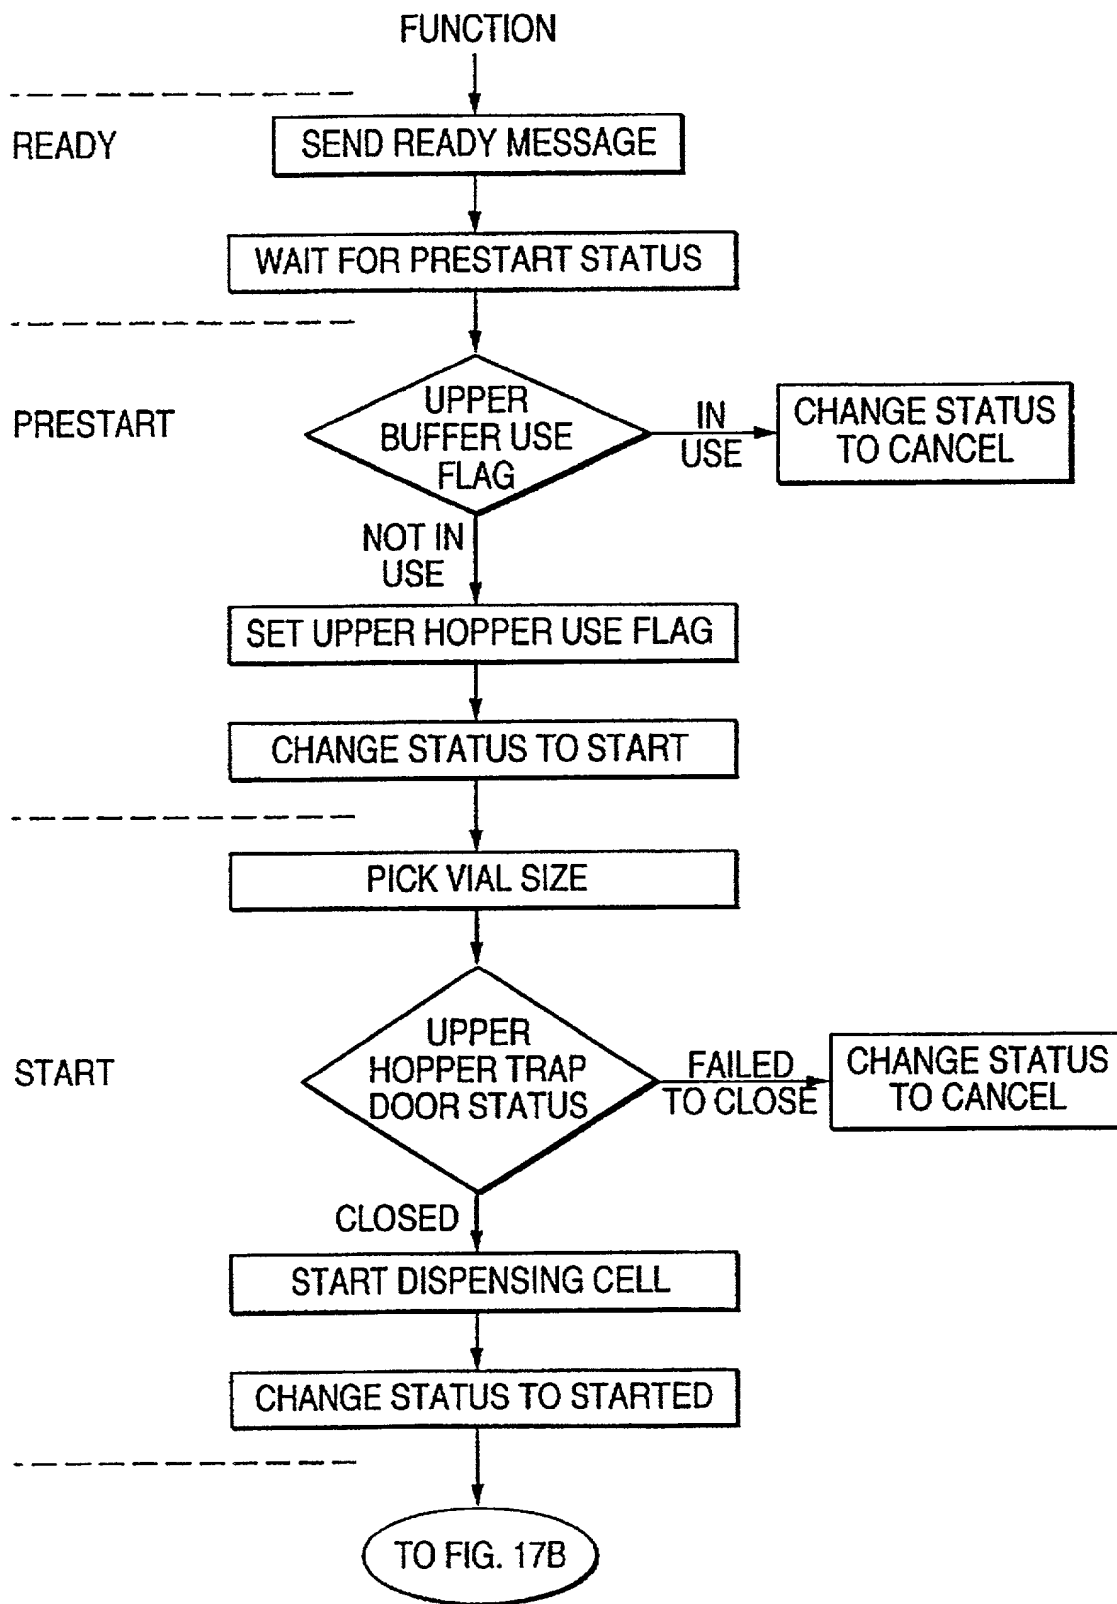 FUNCTION
READY
SEND READY MESSAGE
WAIT FOR PRESTART STATUS
PRESTART
UPPER
BUFFER USE
FLAG
IN
USE
CHANGE STATUS
TO CANCEL
NOT IN
USE
SET UPPER HOPPER USE FLAG
CHANGE STATUS TO START
PICK VIAL SIZE
START
UPPER
HOPPER TRAP
DOOR STATUS
FAILED
TO CLOSE
CHANGE STATUS
TO CANCEL
CLOSED
START DISPENSING CELL
CHANGE STATUS TO STARTED
TO FIG. 17B